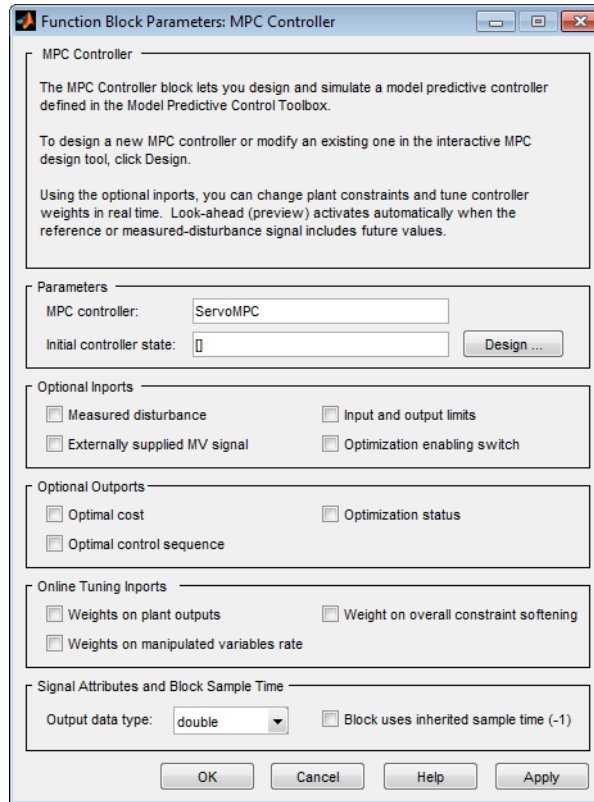 Function Block Parameters: MPC Controller
MPC Controller
The MPC Controller block lets you design and simulate a model predictive controller
defined in the Model Predictive Control Toolbox.
To design a new MPC controller or modify an existing one in the interactive MPC
design tool, click Design.
Using the optional inports, you can change plant constraints and tune controller
weights in real time. Look-ahead (preview) activates automatically when the
reference or measured-disturbance signal includes future values.
Parameters
MPC controller: ServoMPC
Initial controller state: [] Design ...
Optional Inports
Measured disturbance Input and output limits
Externally supplied MV signal Optimization enabling switch
Optional Outports
Optimal cost Optimization status
Optimal control sequence
Online Tuning Inports
Weights on plant outputs Weight on overall constraint softening
Weights on manipulated variables rate
Signal Attributes and Block Sample Time
Output data type: double Block uses inherited sample time (-1)
OK Cancel Help Apply